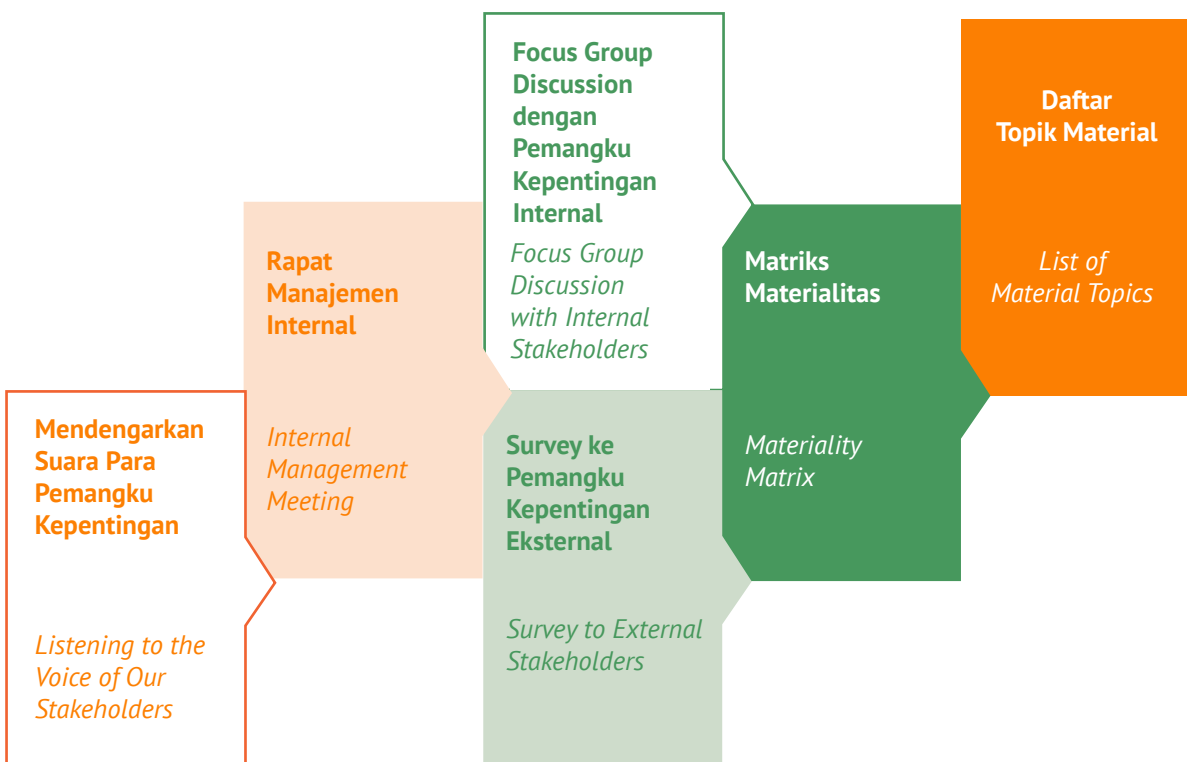 Mendengarkan
Suara Para
Pemangku
Kepentingan
Listening to the
Voice of Our
Stakeholders
Rapat
Manajemen
Internal
Internal
Management
Meeting
Focus Group
Discussion
dengan
Pemangku
Kepentingan
Internal
Focus Group
Discussion
with Internal
Stakeholders
Survey ke
Pemangku
Kepentingan
Eksternal
Survey to External
Stakeholders
Matriks
Materialitas
Materiality
Matrix
Daftar
Topik Material
List of
Material Topics